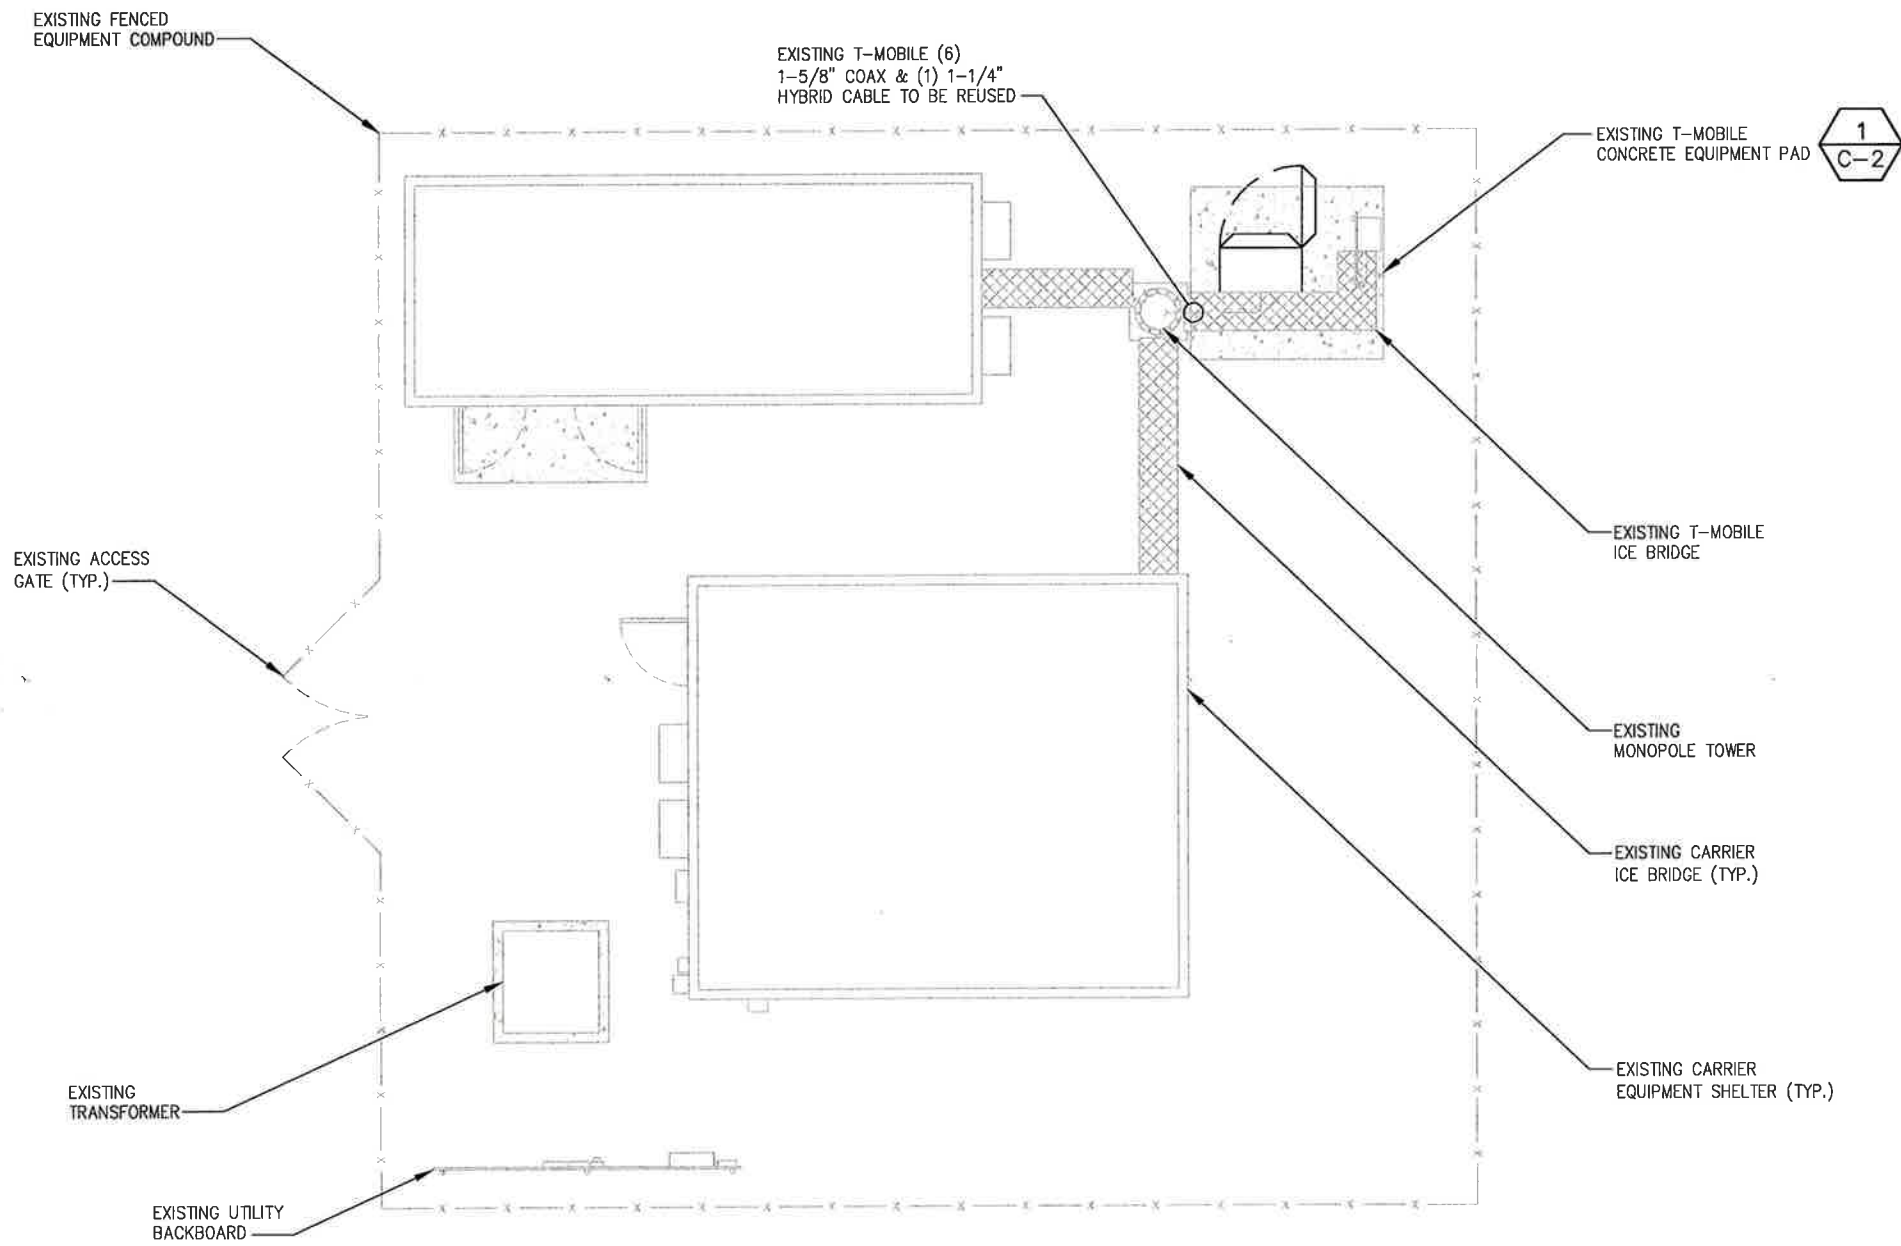 EXISTING FENCED
EQUIPMENT COMPOUND
EXISTING T-MOBILE (6)
1-5/8" COAX & (1) 1-1/4"
HYBRID CABLE TO BE REUSED
EXISTING T-MOBILE
CONCRETE EQUIPMENT PAD
1
C-2
EXISTING ACCESS
GATE (TYP.)
EXISTING T-MOBILE
ICE BRIDGE
EXISTING
MONOPOLE TOWER
EXISTING CARRIER
ICE BRIDGE (TYP.)
EXISTING CARRIER
EQUIPMENT SHELTER (TYP.)
EXISTING
TRANSFORMER
EXISTING UTILITY
BACKBOARD